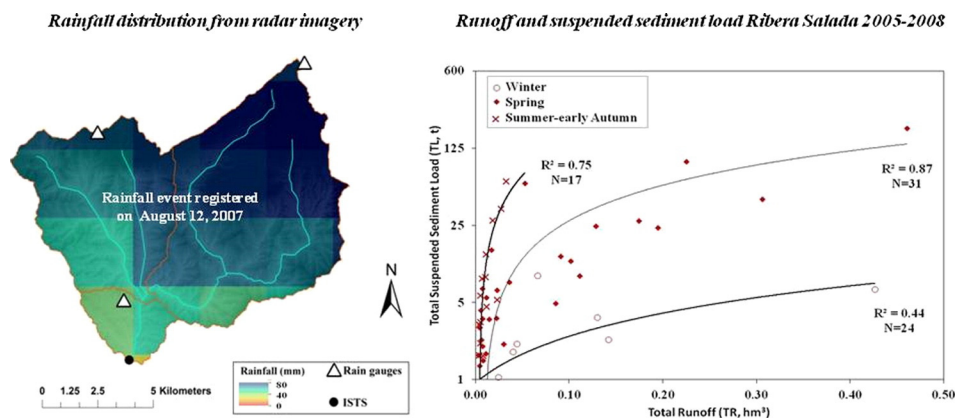 Rainfall distribution from radar imagery
Rainfall event registered
on August 12, 2007
N
0 1.25 2.5 5 Kilometers
Rainfall (mm)
80
40
0
Rain gauges
ISTS
Runoff and suspended sediment load Ribera Salada 2005-2008
Total Suspended Sediment Load (TL, t)
600
125
25
5
1
Winter
Spring
Summer-early Autumn
R² = 0.75
N=17
R² = 0.87
N=31
R² = 0.44
N=24
0.00 0.10 0.20 0.30 0.40 0.50
Total Runoff (TR, hm³)